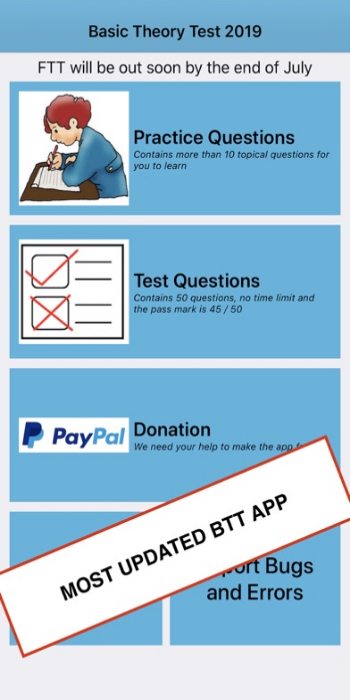 Basic Theory Test 2019
FTT will be out soon by the end of July
Practice Questions
Contains more than 10 topical questions for
you to learn
Test Questions
Contains 50 questions, no time limit and
the pass mark is 45 / 50
PayPal
Donation
We need your help to make the app
MOST UPDATED BTT APP
Bugs
and Errors